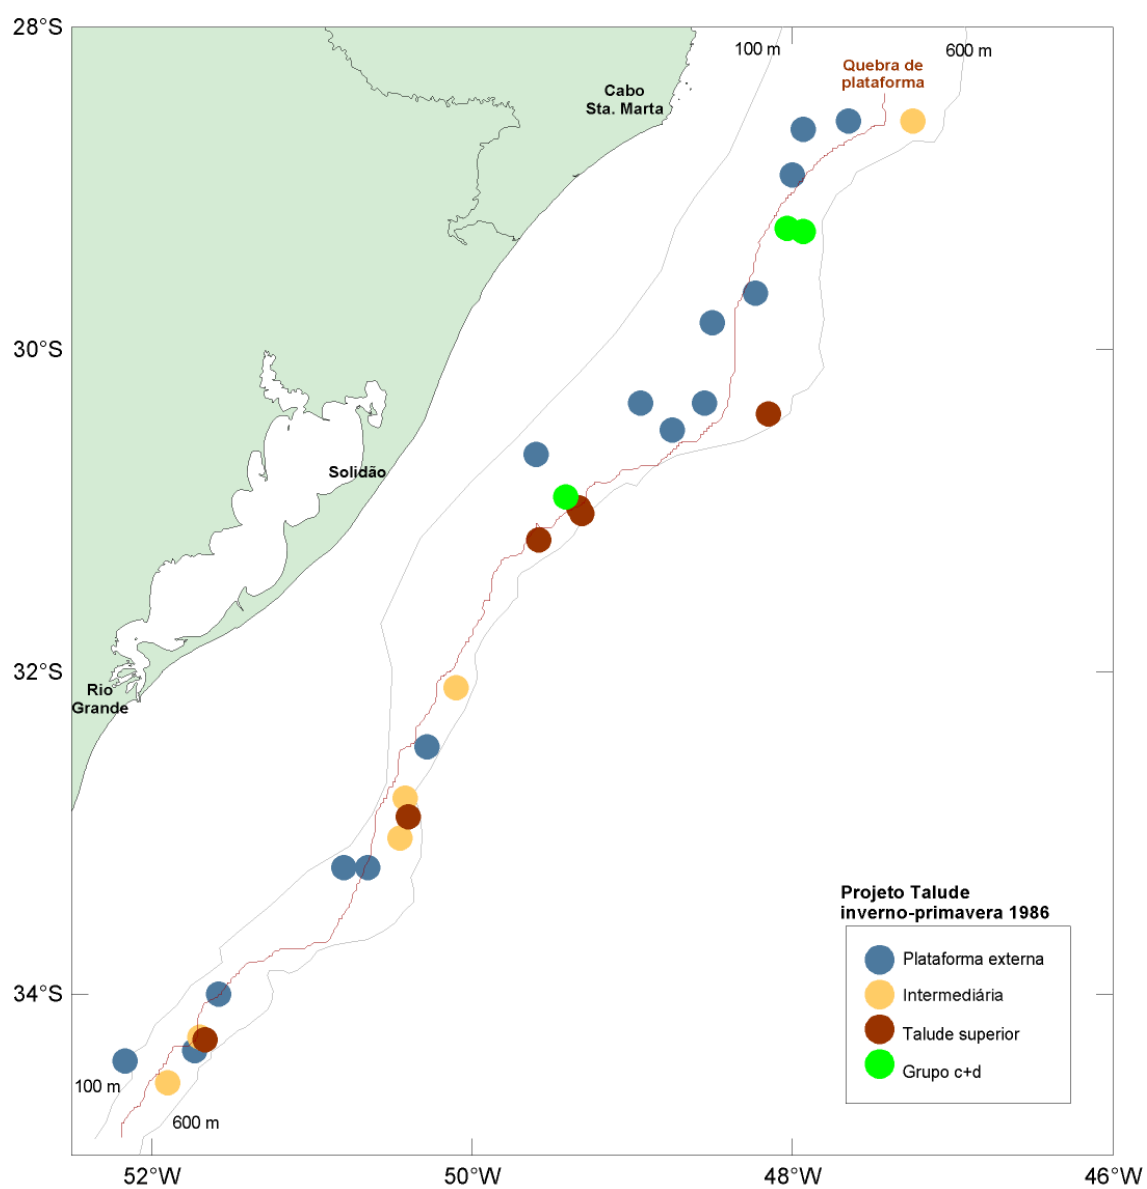 28°S
100 m
600 m
Quebra de
plataforma
Cabo
Sta. Marta
30°S
Solidão
32°S
Rio
Grande
Projeto Talude
inverno-primavera 1986
Plataforma externa
Intermediária
Talude superior
Grupo c+d
34°S
100 m
600 m
52°W
50°W
48°W
46°W